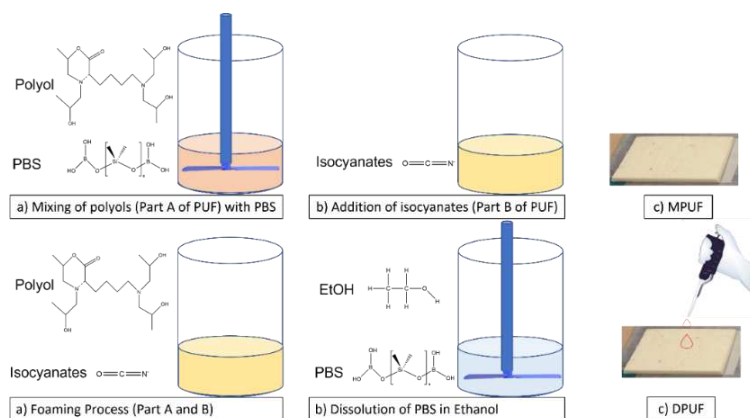 Polyol
PBS
a) Mixing of polyols (Part A of PUF) with PBS
Isocyanates
O=C=N-
b) Addition of isocyanates (Part B of PUF)
c) MPUF
Polyol
Isocyanates
O=C=N-
a) Foaming Process (Part A and B)
EtOH
PBS
b) Dissolution of PBS in Ethanol
c) DPUF